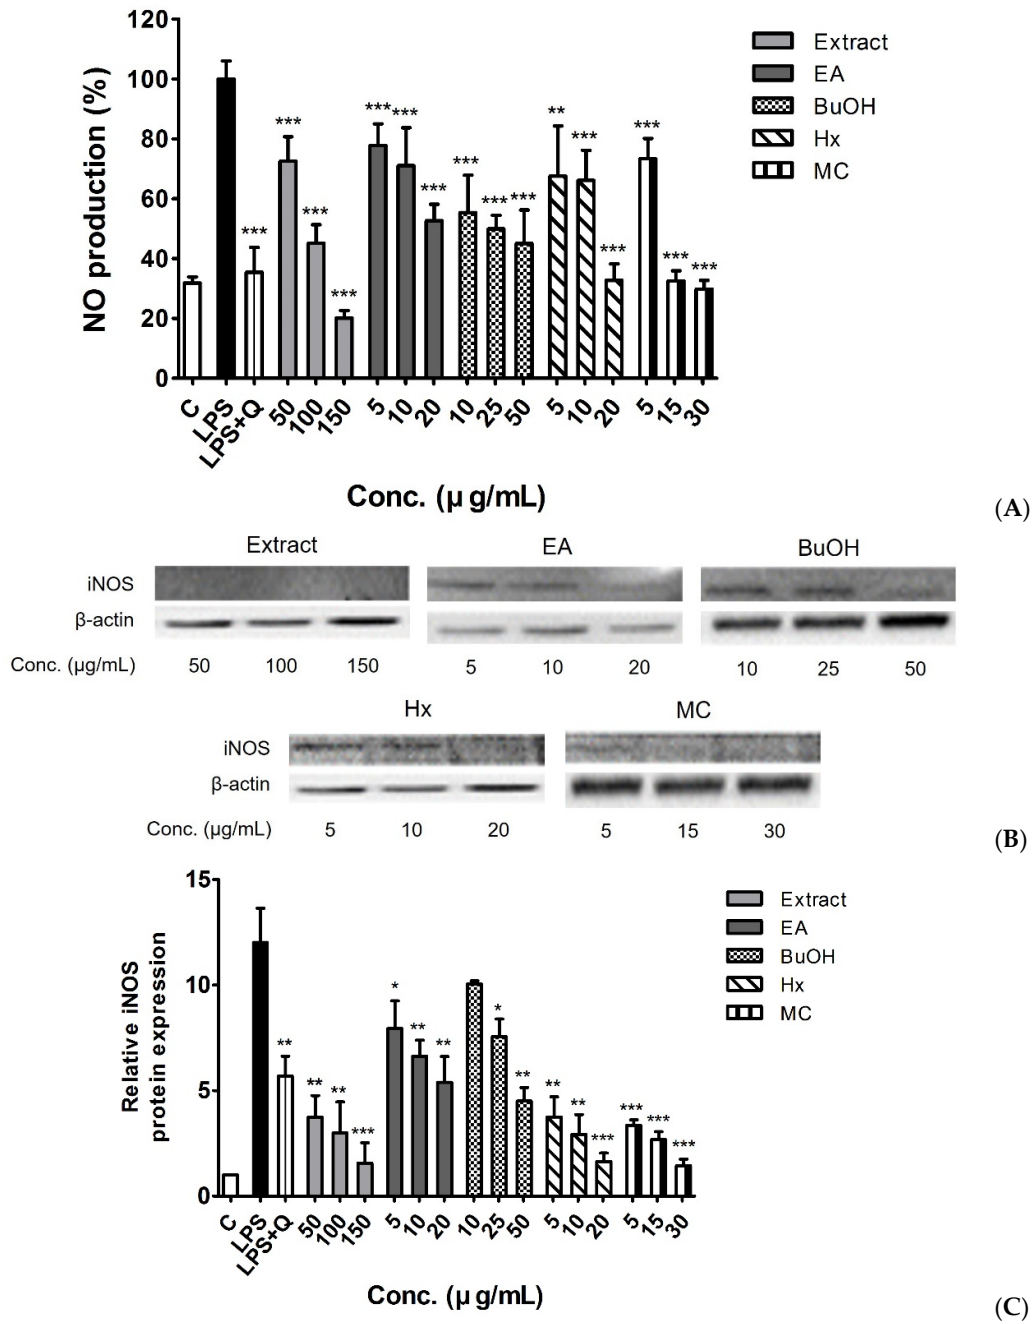 120
100
80
60
40
20
0
NO production (%)
*** *** *** *** *** *** *** *** *** *** ** *** *** *** *** ***
C LPS LPS+Q 50 100 150 5 10 20 10 25 50 5 10 20 5 15 30
Conc. (µ g/mL)
Extract
EA
BuOH
Hx
MC
(A)
Extract EA BuOH
iNOS
β-actin
Conc. (µg/mL) 50 100 150 5 10 20 10 25 50
Hx MC
iNOS
β-actin
Conc. (µg/mL) 5 10 20 5 15 30
(B)
15
10
5
0
Relative iNOS
protein expression
** ** ** *** * ** ** * ** ** ** *** *** *** ***
C LPS LPS+Q 50 100 150 5 10 20 10 25 50 5 10 20 5 15 30
Conc. (µ g/mL)
Extract
EA
BuOH
Hx
MC
(C)